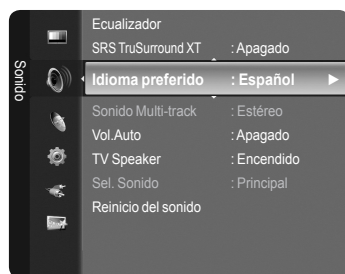 Sonido
Ecualizador
SRS TruSurround XT : Apagado
Idioma preferido : Español
Sonido Multi-track : Estéreo
Vol.Auto : Apagado
TV Speaker : Encendido
Sel. Sonido : Principal
Reinicio del sonido